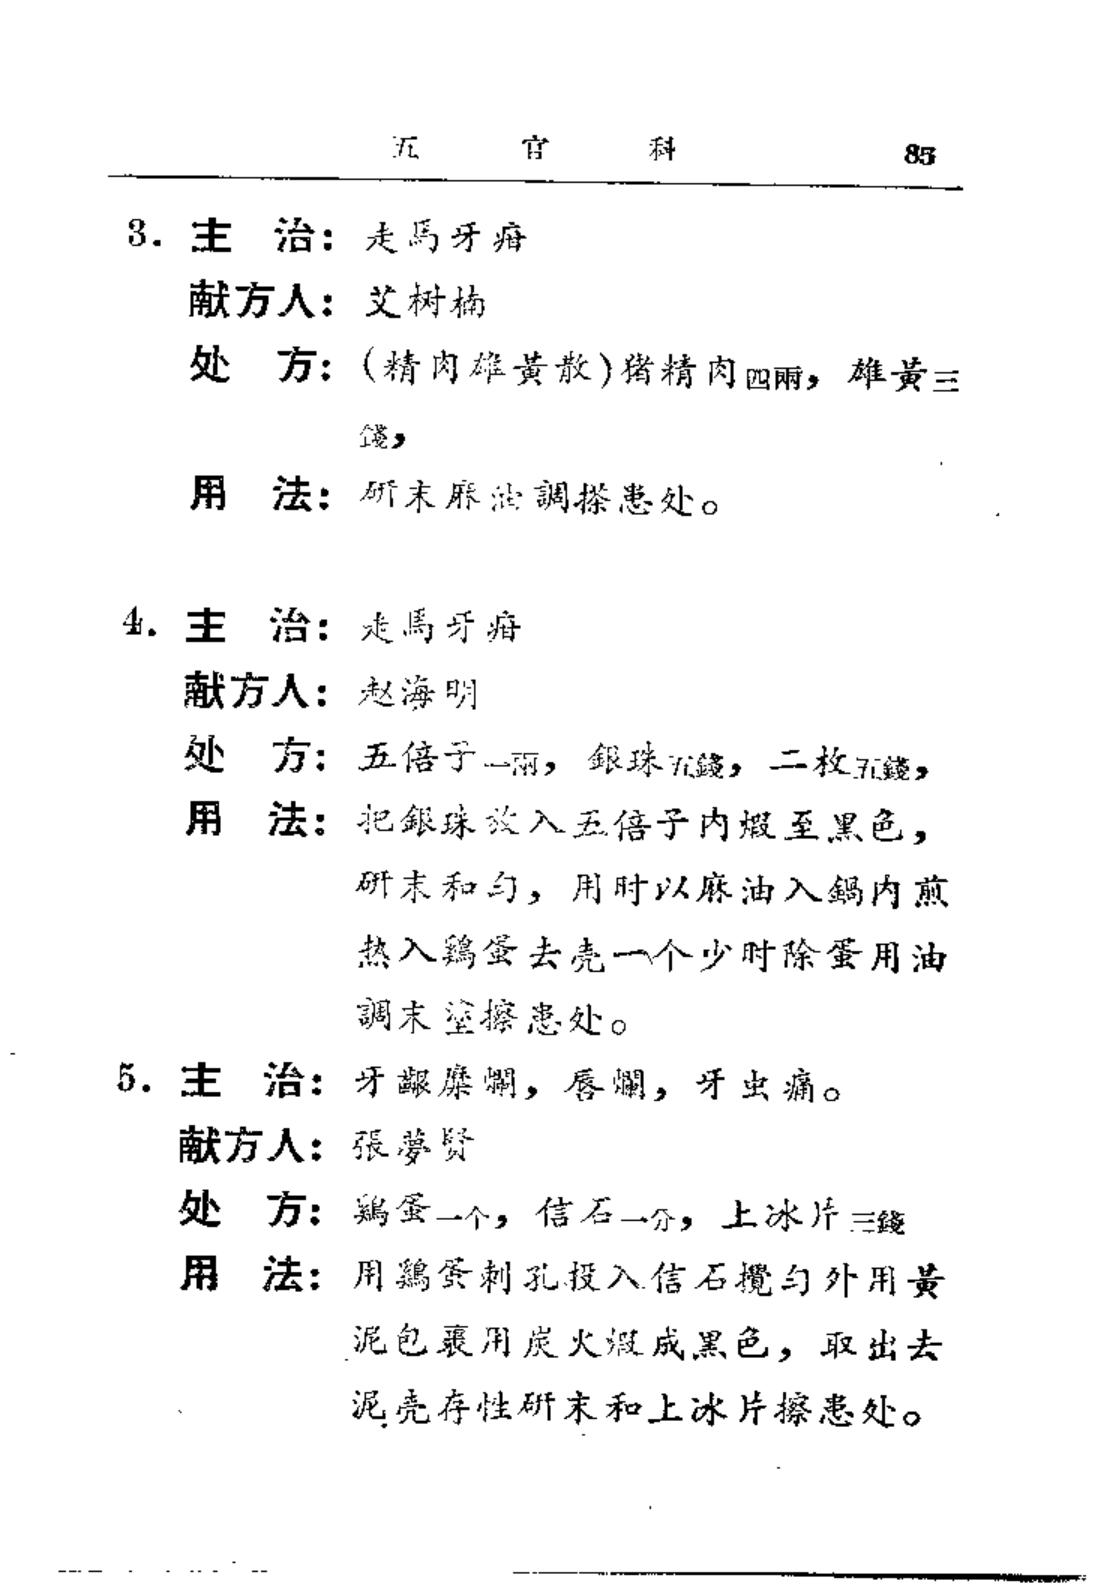 五官科 85
3. 主治：走馬牙疳
献方人：艾树楠
处方：(精肉雄黄散)猪精肉四兩，雄黄三
錢，
用法：研末麻油調搽患处。
4. 主治：走馬牙疳
献方人：赵海明
处方：五倍子一兩，銀珠五錢，二枚五錢，
用法：把銀珠放入五倍子内煅至黑色，
研末和匀，用时以麻油入鍋内煎
热入鷄蛋去壳一个少时除蛋用油
調末塗擦患处。
5. 主治：牙齦糜爛，唇爛，牙虫痛。
献方人：張夢賢
处方：鷄蛋一个，信石一分，上冰片三錢
用法：用鷄蛋刺孔投入信石攪匀外用黄
泥包裹用炭火煅成黑色，取出去
泥壳存性研末和上冰片擦患处。